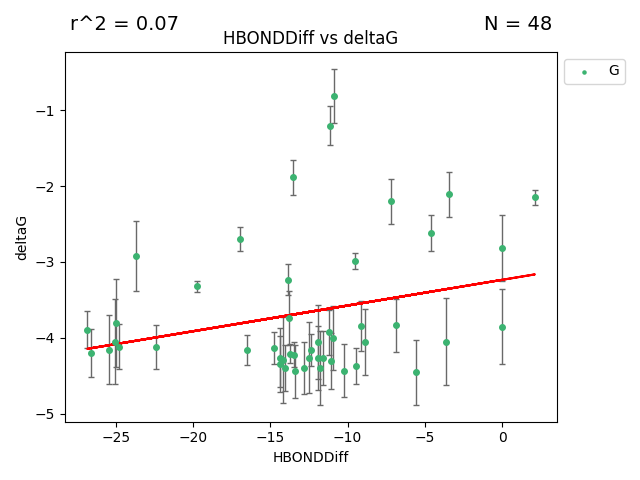 r^2 = 0.07
N = 48
HBONDDiff vs deltaG
G
deltaG
−1
−2
−3
−4
−5
−25
−20
−15
−10
−5
0
HBONDDiff